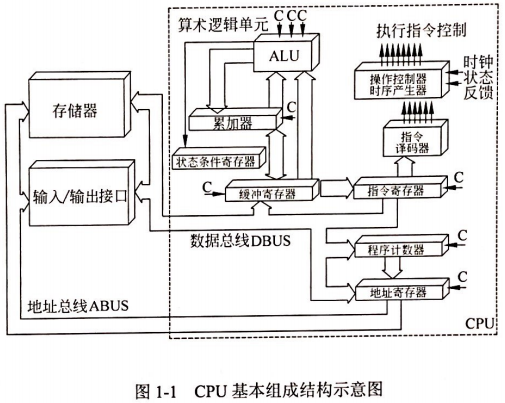 算术逻辑单元
C CC
ALU
执行指令控制
操作控制器
时序产生器
时钟
状态
反馈
存储器
累加器
C
指令
译码器
状态条件寄存器
输入/输出接口
C
缓冲寄存器
指令寄存器
C
数据总线DBUS
程序计数器
C
地址总线ABUS
地址寄存器
C
CPU
图 1-1 CPU 基本组成结构示意图